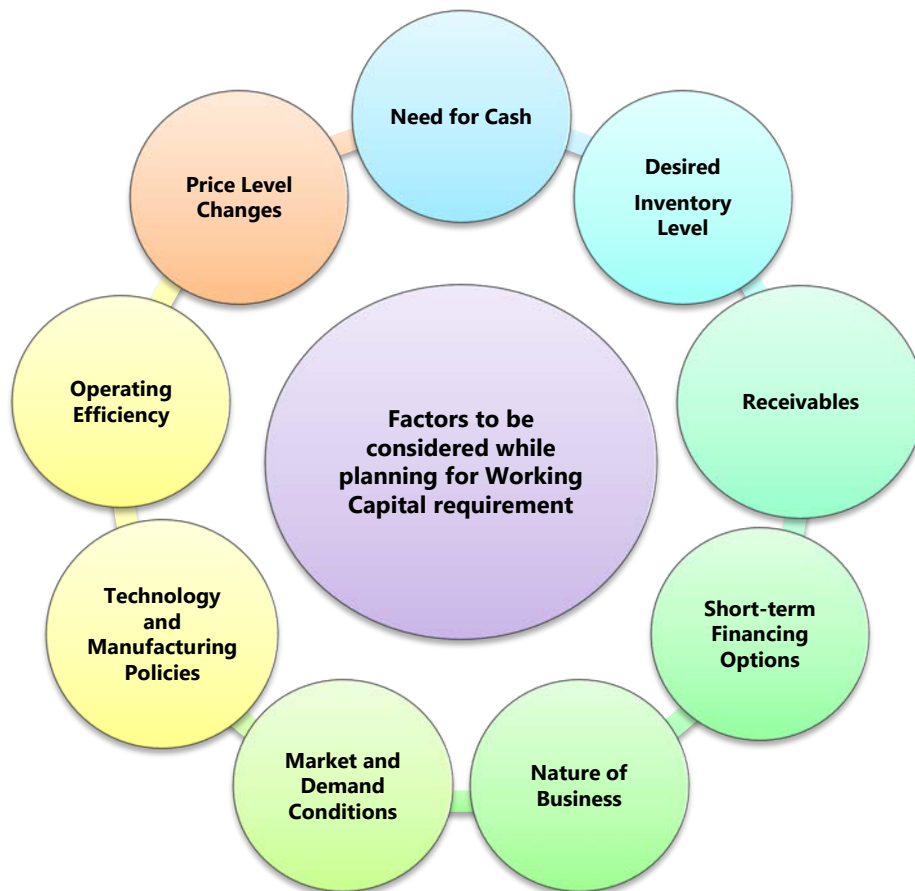 Need for Cash
Desired
Inventory
Level
Receivables
Short-term
Financing
Options
Nature of
Business
Market and
Demand
Conditions
Technology
and
Manufacturing
Policies
Operating
Efficiency
Price Level
Changes
Factors to be
considered while
planning for Working
Capital requirement